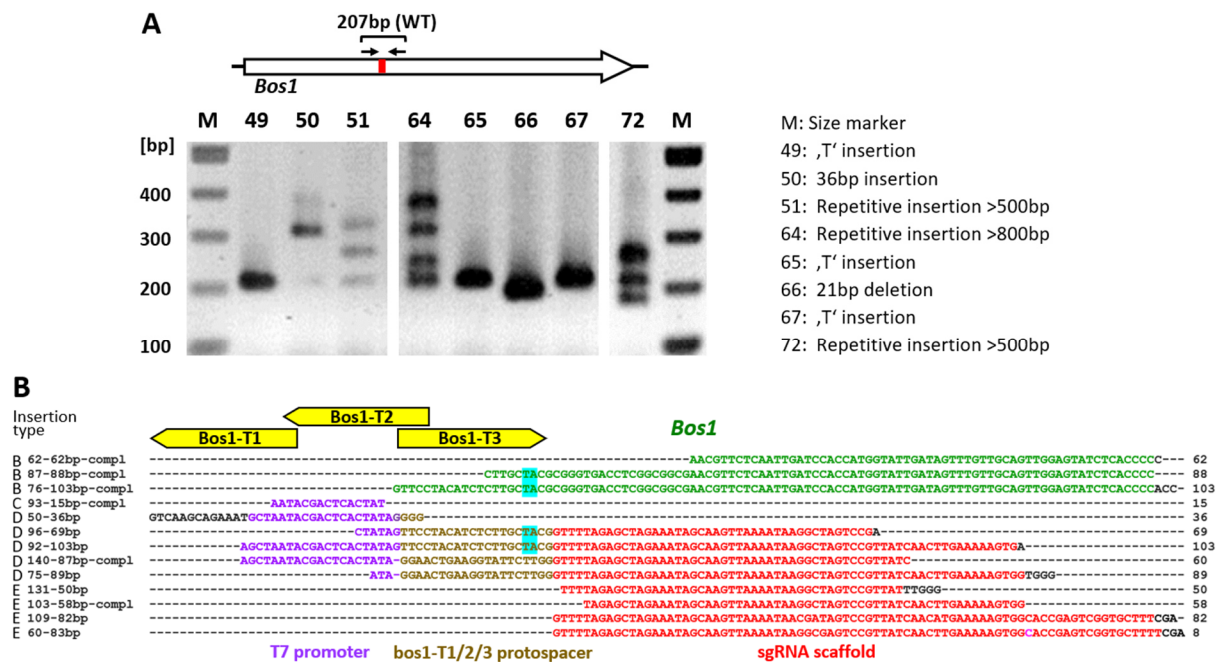 A
207bp (WT)
Bos1
M 49 50 51 64 65 66 67 72 M
[bp]
400
300
200
100
M: Size marker
49: ‚T‘ insertion
50: 36bp insertion
51: Repetitive insertion >500bp
64: Repetitive insertion >800bp
65: ‚T‘ insertion
66: 21bp deletion
67: ‚T‘ insertion
72: Repetitive insertion >500bp
B
Insertion type
Bos1-T2
Bos1-T1
Bos1-T3
Bos1
B 62-62bp-compl AACGTTCTCAATTGATCCACCATGGTATTGATAGTTTGTTGCAGTTGGAGTATCTCACCCCC 62
B 87-88bp-compl CTTGCTACGCGGGTGACCTCGGCGGCGAACGTTCTCAATTGATCCACCATGGTATTGATAGTTTGTTGCAGTTGGAGTATCTCACCCCC 88
B 76-103bp-compl GTTCCTACATCTCTTGCTACGCGGGTGACCTCGGCGGCGAACGTTCTCAATTGATCCACCATGGTATTGATAGTTTGTTGCAGTTGGAGTATCTCACCCCACC 103
C 93-15bp-compl AATACGACTCACTAT 15
D 50-36bp GTCAAGCAGAAATGCTAATACGACTCACTATAGGGG 36
D 96-69bp CTATAGTTCCTACATCTCTTGCTACGGTTTTAGAGCTAGAAATAGCAAGTTAAAATAAGGCTAGTCCGA 69
D 92-103bp AGCTAATACGACTCACTATAGTTCCTACATCTCTTGCTACGGTTTTAGAGCTAGAAATAGCAAGTTAAAATAAGGCTAGTCCGTTATCAACTTGAAAAAGTGA 103
D 140-87bp-compl AGCTAATACGACTCACTATA-GGAACTGAAGGTATTCTTGGGTTTTAGAGCTAGAAATAGCAAGTTAAAATAAGGCTAGTCCGTTATC 60
D 75-89bp ATA-GGAACTGAAGGTATTCTTGGGTTTTAGAGCTAGAAATAGCAAGTTAAAATAAGGCTAGTCCGTTATCAACTTGAAAAAGTGGTGGG 89
E 131-50bp TTTTAGAGCTAGAAATAGCAAGTTAAAATAAGGCTAGTCCGTTATTTGGG 50
E 103-58bp-compl TAGAGCTAGAAATAGCAAGTTAAAATAAGGCTAGTCCGTTATCAACTTGAAAAAGTGG 58
E 109-82bp GTTTTAGAGCTAGAAATAGCAAGTTAAAATAACGCTAGTCCGTTATCAACTTGAAAAAGTGGCACCGAGTCGGTGCTTTCGA 82
E 60-83bp GTTTTAGAGCTAGAAATAGCAAGTTAAAATAAGGCGAGTCCGTTATCAACTTGAAAAAGTGGCACCGAGTCGGTGCTTTTCGA 8
T7 promoter
bos1-T1/2/3 protospacer
sgRNA scaffold